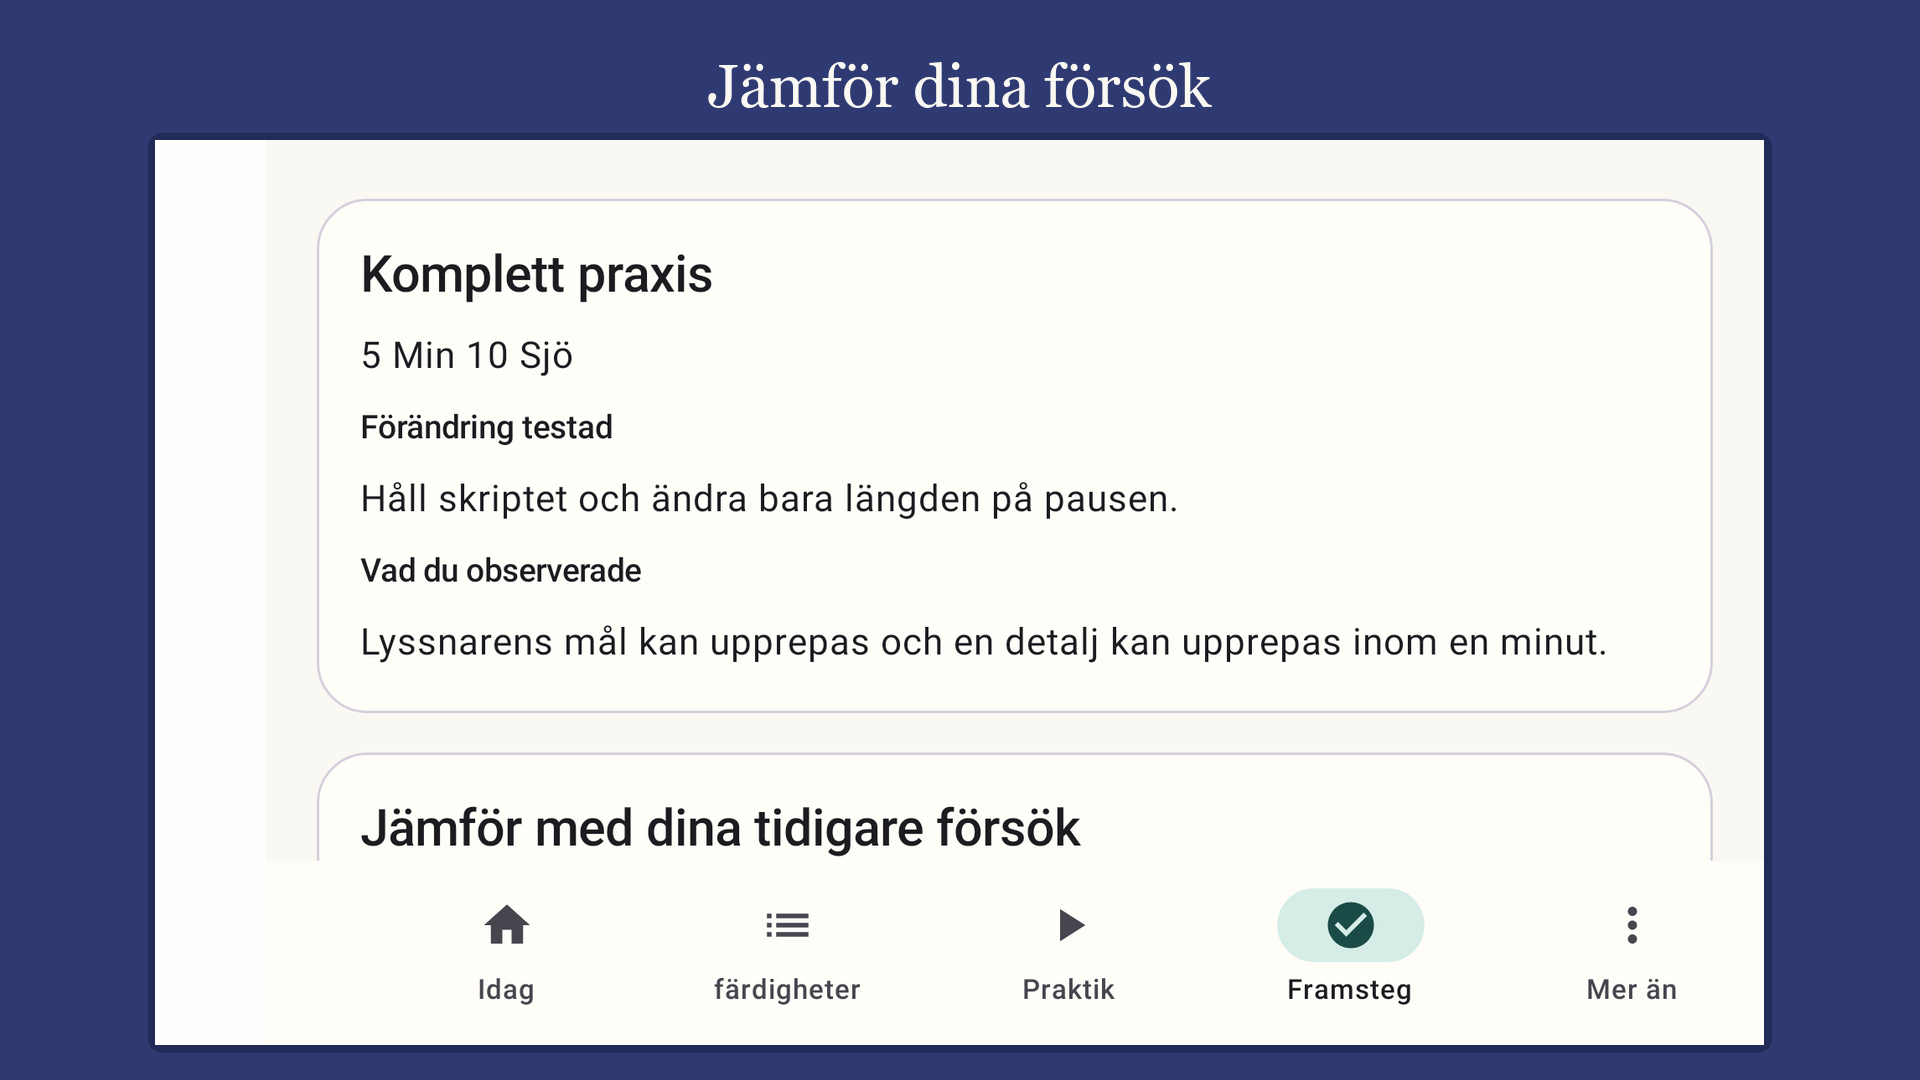 Jämför dina försök
Komplett praxis
5 Min 10 Sjö
Förändring testad
Håll skriptet och ändra bara längden på pausen.
Vad du observerade
Lyssnarens mål kan upprepas och en detalj kan upprepas inom en minut.
Jämför med dina tidigare försök
Idag
färdigheter
Praktik
Framsteg
Mer än